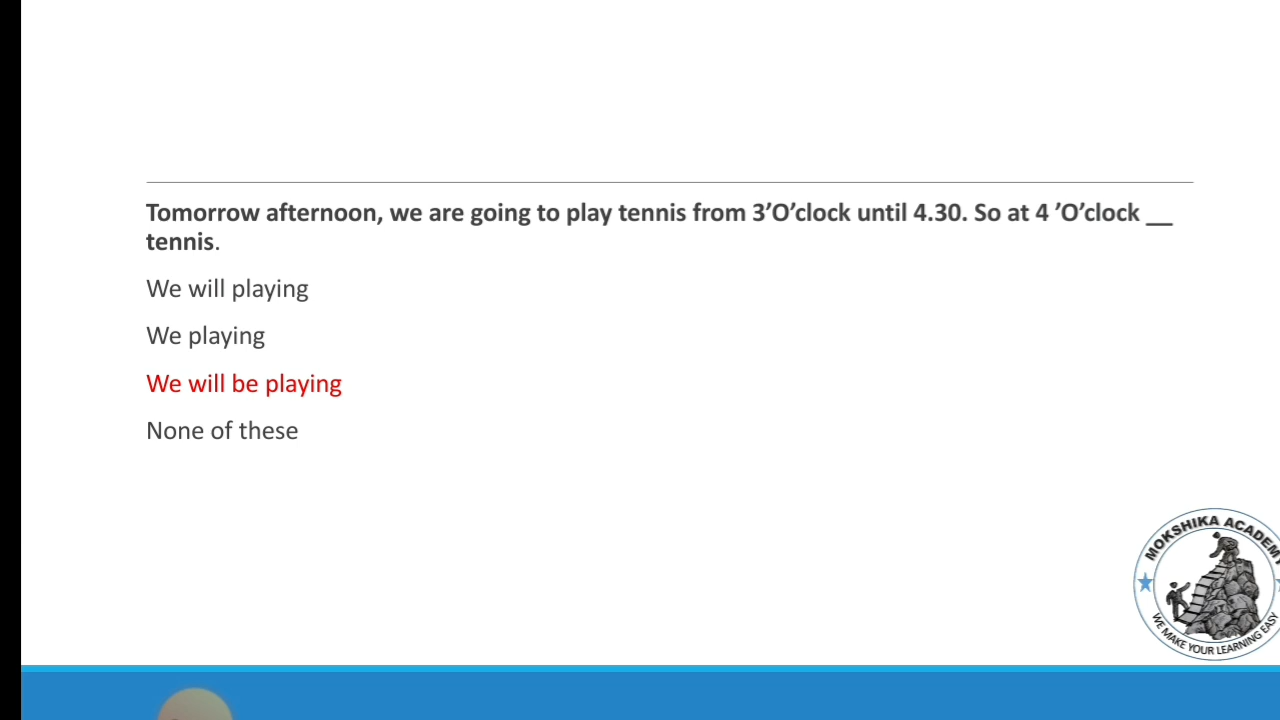 Tomorrow afternoon, we are going to play tennis from 3’O’clock until 4.30. So at 4 ’O’clock __
tennis.
We will playing
We playing
We will be playing
None of these
MOKSHIKA ACADEMY
WE MAKE YOUR LEARNING EASY